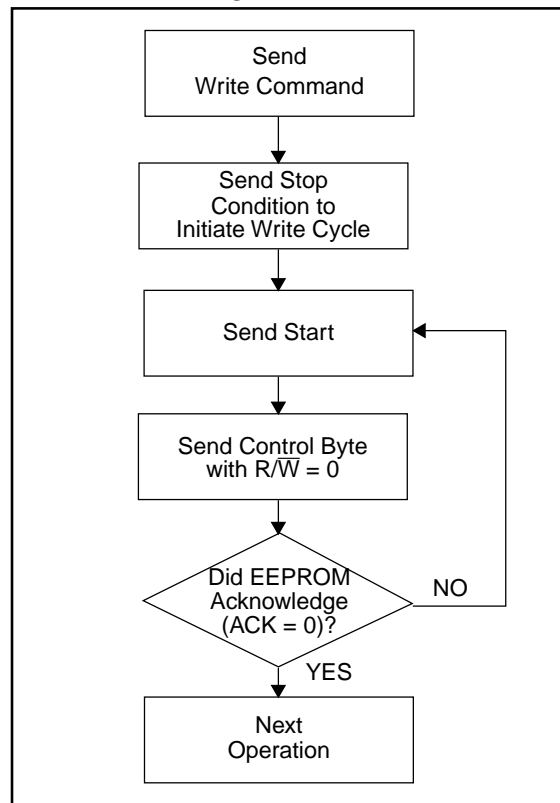 Send
Write Command
Send Stop
Condition to
Initiate Write Cycle
Send Start
Send Control Byte
with R/W̅ = 0
Did EEPROM
Acknowledge
(ACK = 0)?
NO
YES
Next
Operation